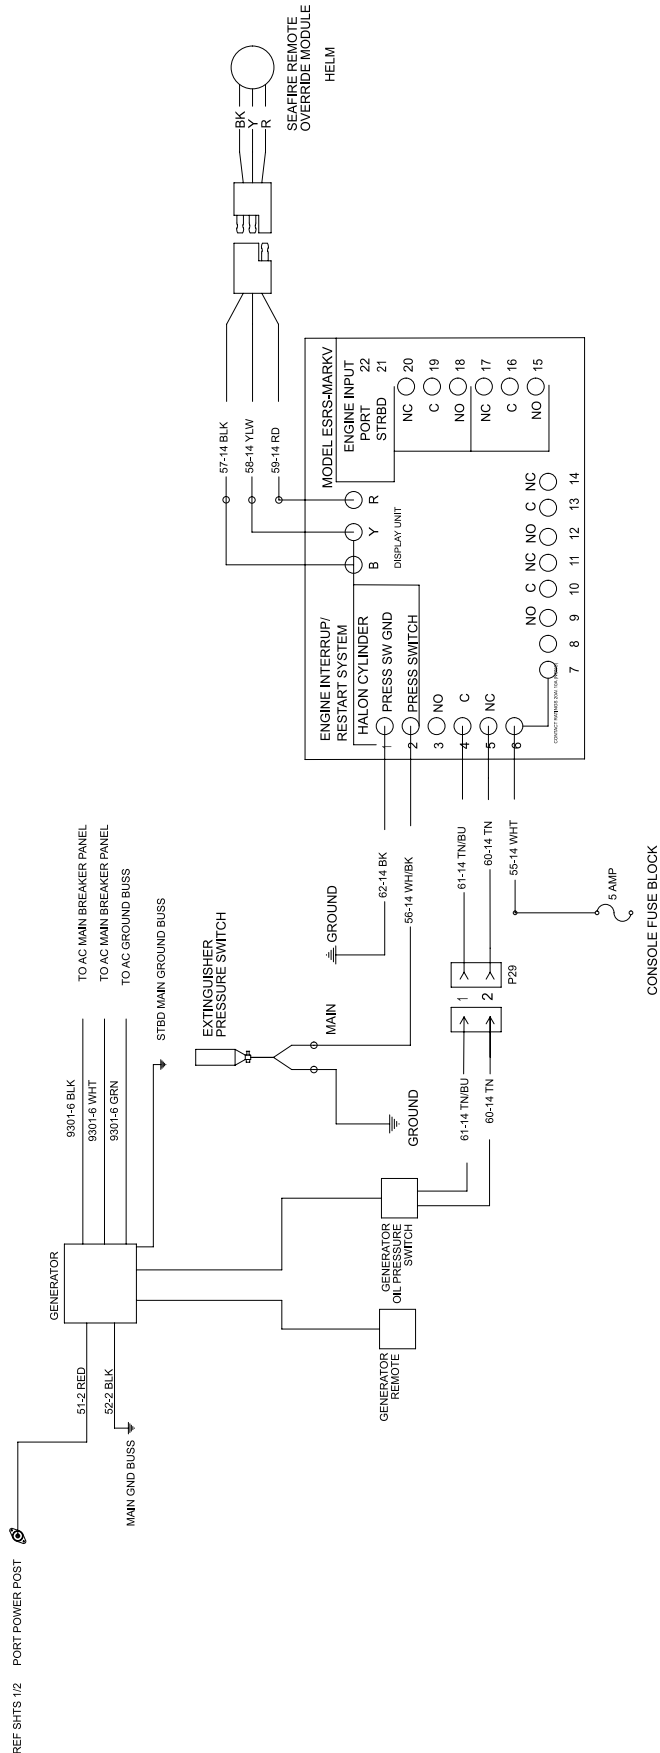 REF SHTS 1/2 PORT POWER POST
51-2 RED
52-2 BLK
MAIN GND BUSS
GENERATOR
9301-6 BLK
9301-6 WHT
9301-6 GRN
TO AC MAIN BREAKER PANEL
TO AC MAIN BREAKER PANEL
TO AC GROUND BUSS
STBD MAIN GROUND BUSS
GENERATOR
REMOTE
GENERATOR
OIL PRESSURE
SWITCH
EXTINGUISHER
PRESSURE SWITCH
MAIN
GROUND
GROUND
61-14 TN/BU
60-14 TN
1
2
P29
62-14 BK
56-14 WH/BK
61-14 TN/BU
60-14 TN
55-14 WHT
5 AMP
CONSOLE FUSE BLOCK
ENGINE INTERRUP/
RESTART SYSTEM
HALON CYLINDER
1 PRESS SW GND
2 PRESS SWITCH
3 NO
4 C
5 NC
6
MODEL ESRS-MARKV
ENGINE INPUT
PORT 22
STRBD 21
NC 20
C 19
NO 18
NC 17
C 16
NO 15
B Y R
DISPLAY UNIT
NO C NC NO C NC
7 8 9 10 11 12 13 14
57-14 BLK
58-14 YLW
59-14 RD
BK
Y
R
SEAFIRE REMOTE
OVERRIDE MODULE
HELM